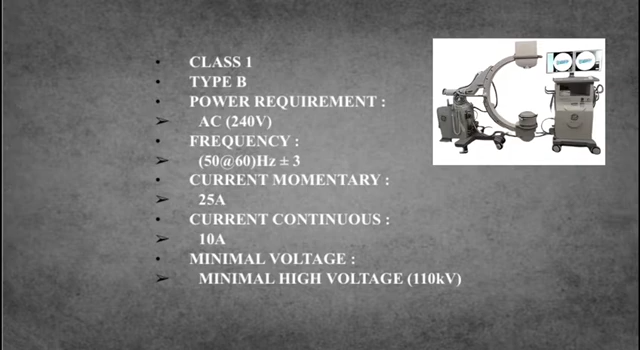 • CLASS 1
• TYPE B
• POWER REQUIREMENT :
➢ AC (240V)
• FREQUENCY :
➢ (50@60)Hz ± 3
• CURRENT MOMENTARY :
➢ 25A
• CURRENT CONTINUOUS :
➢ 10A
• MINIMAL VOLTAGE :
➢ MINIMAL HIGH VOLTAGE (110kV)